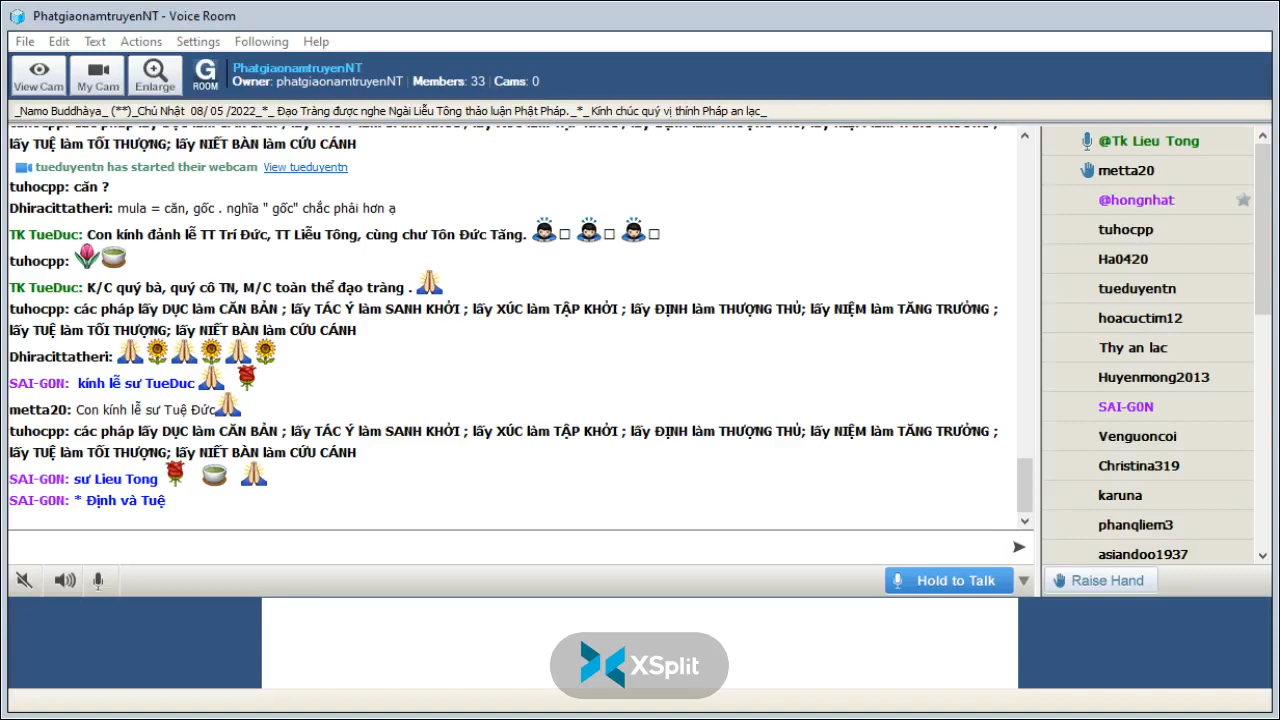 PhatgiaonamtruyenNT - Voice Room
File Edit Text Actions Settings Following Help
View Cam My Cam Enlarge G ROOM
PhatgiaonamtruyenNT
Owner: phatgiaonamtruyenNT | Members: 33 | Cams: 0
_Namo Buddhàya_ (**)_Chủ Nhật 08/ 05 /2022_*_ Đạo Tràng được nghe Ngài Liễu Tông thảo luận Phật Pháp._*_ Kính chúc quý vị thính Pháp an lạc_
lấy TUỆ làm TỐI THƯỢNG; lấy NIẾT BÀN làm CỨU CÁNH
tueduyentn has started their webcam View tueduyentn
tuhocpp: căn ?
Dhiracittatheri: mula = căn, gốc . nghĩa " gốc" chắc phải hơn ạ
TK TueDuc: Con kính đảnh lễ TT Trí Đức, TT Liễu Tông, cùng chư Tôn Đức Tăng.
tuhocpp:
TK TueDuc: K/C quý bà, quý cô TN, M/C toàn thể đạo tràng .
tuhocpp: các pháp lấy DỤC làm CĂN BẢN ; lấy TÁC Ý làm SANH KHỞI ; lấy XÚC làm TẬP KHỞI ; lấy ĐỊNH làm THƯỢNG THỦ; lấy NIỆM làm TĂNG TRƯỞNG ;
lấy TUỆ làm TỐI THƯỢNG; lấy NIẾT BÀN làm CỨU CÁNH
Dhiracittatheri:
SAI-G0N: kính lễ sư TueDuc
metta20: Con kính lễ sư Tuệ Đức
tuhocpp: các pháp lấy DỤC làm CĂN BẢN ; lấy TÁC Ý làm SANH KHỞI ; lấy XÚC làm TẬP KHỞI ; lấy ĐỊNH làm THƯỢNG THỦ; lấy NIỆM làm TĂNG TRƯỞNG ;
lấy TUỆ làm TỐI THƯỢNG; lấy NIẾT BÀN làm CỨU CÁNH
SAI-G0N: sư Lieu Tong
SAI-G0N: * Định và Tuệ
@Tk Lieu Tong
metta20
@hongnhat
tuhocpp
Ha0420
tueduyentn
hoacuctim12
Thy an lac
Huyenmong2013
SAI-G0N
Venguoncoi
Christina319
karuna
phanqliem3
asiandoo1937
Hold to Talk
Raise Hand
XSplit